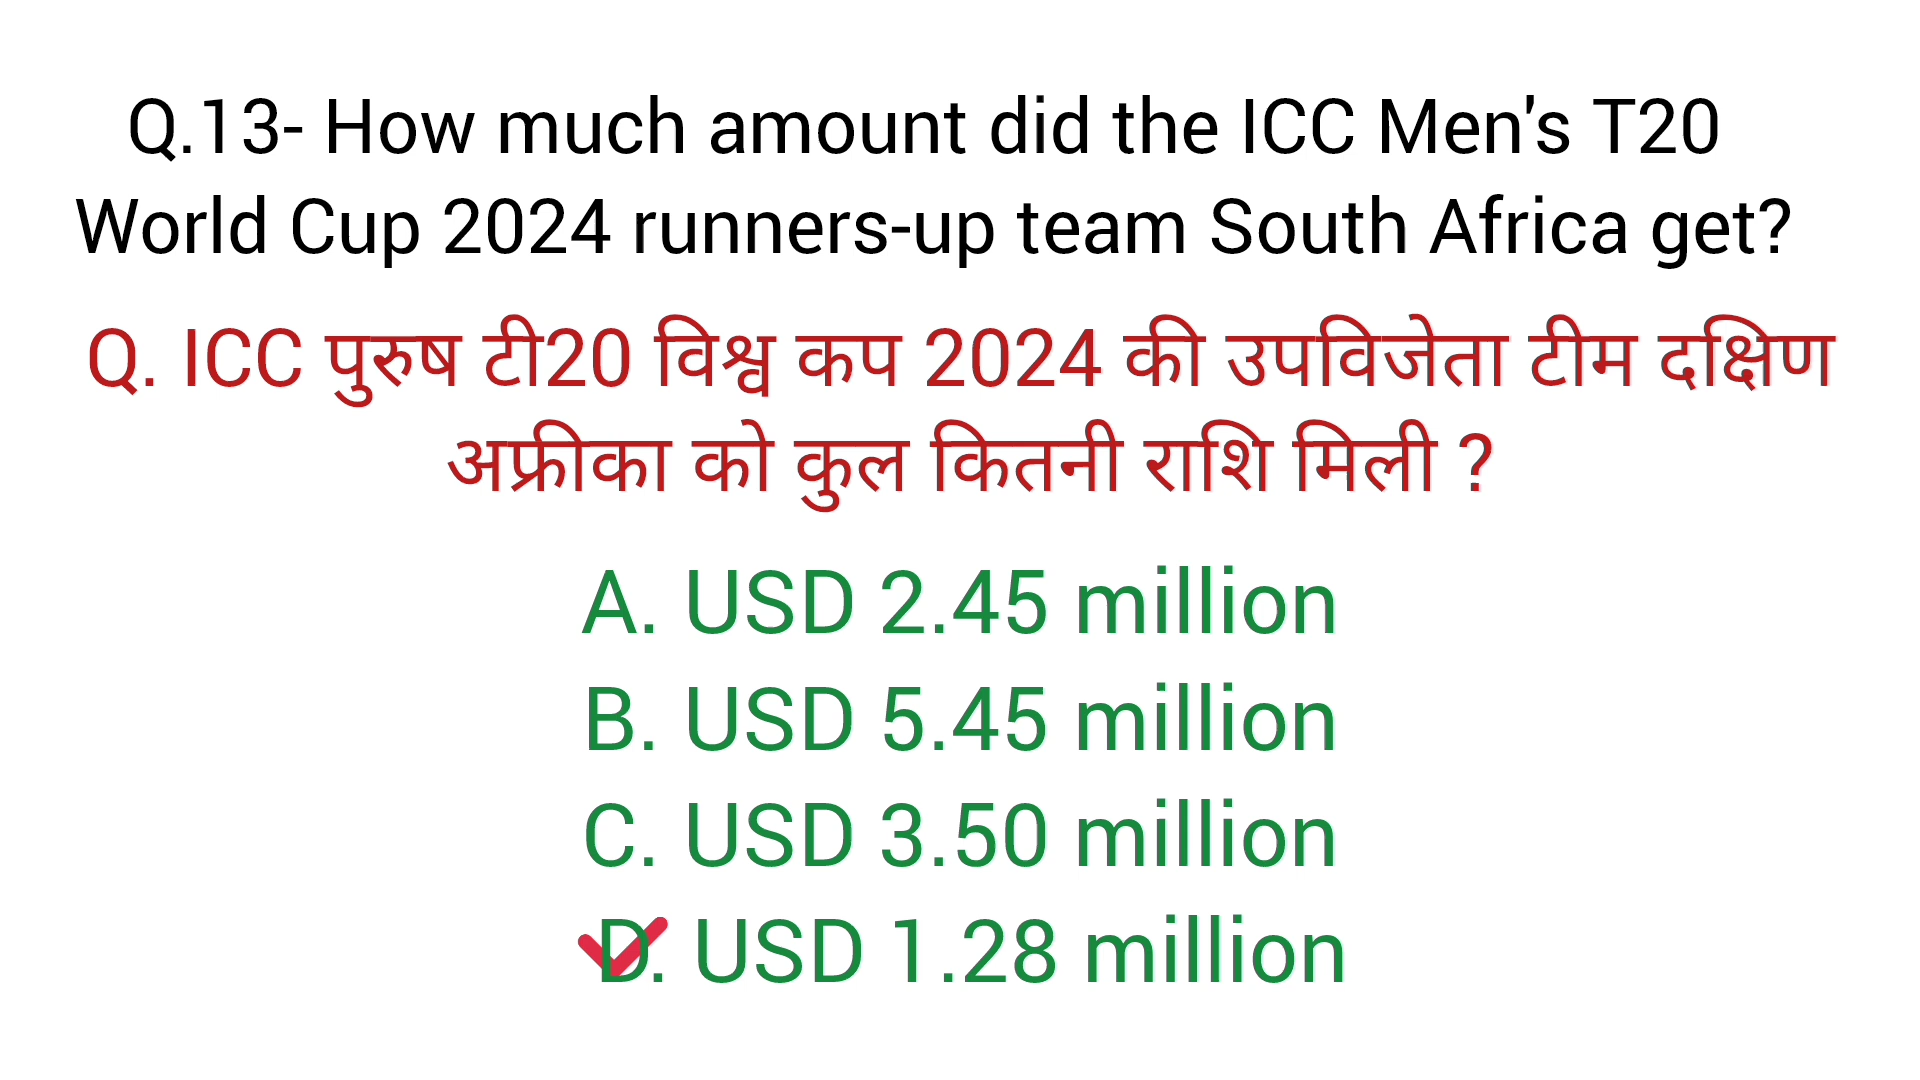 Q.13- How much amount did the ICC Men's T20
World Cup 2024 runners-up team South Africa get?
Q. ICC पुरुष टी20 विश्व कप 2024 की उपविजेता टीम दक्षिण
अफ्रीका को कुल कितनी राशि मिली ?
A. USD 2.45 million
B. USD 5.45 million
C. USD 3.50 million
D. USD 1.28 million